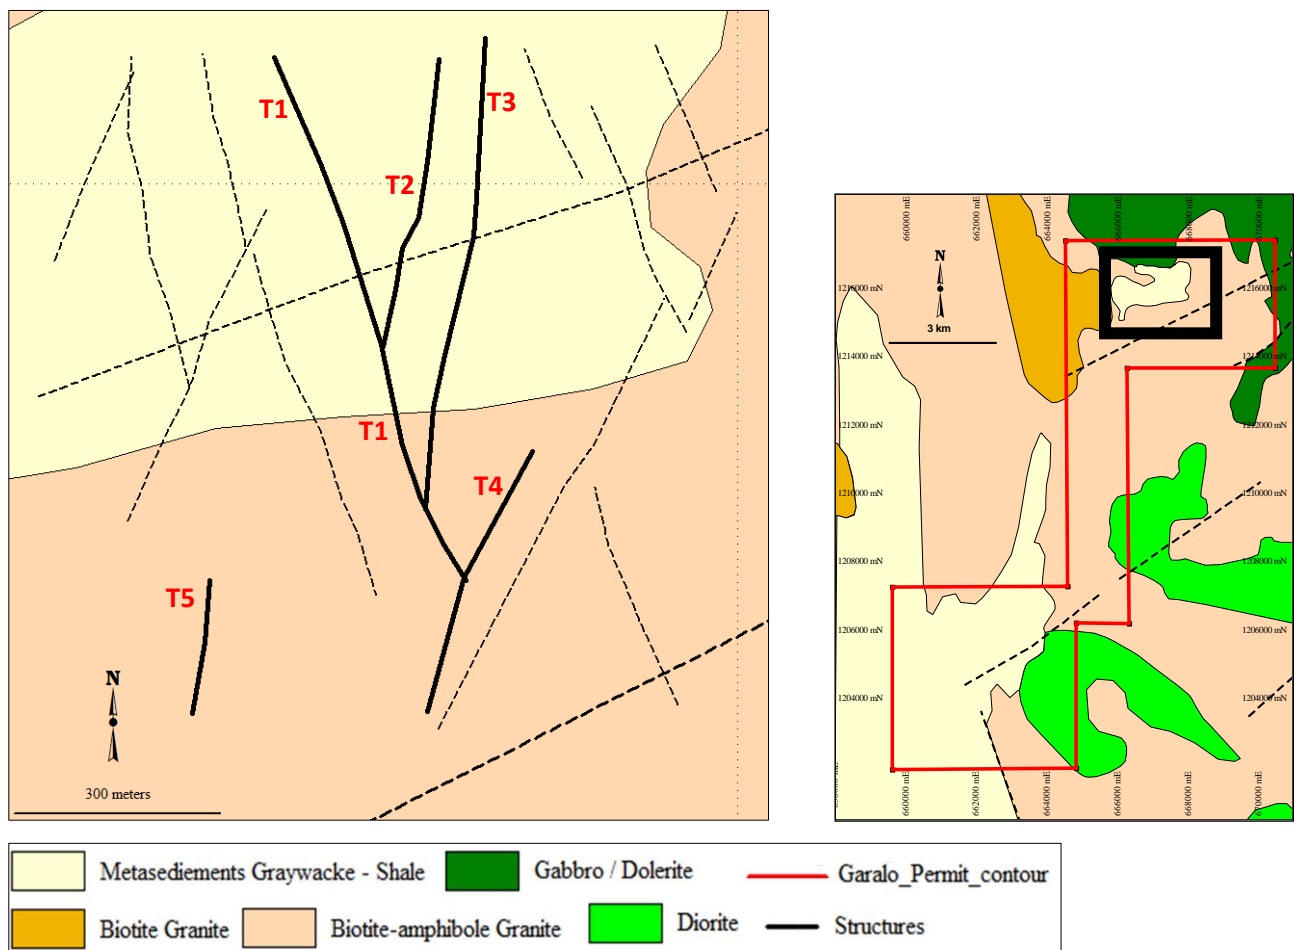 T1
T3
T2
T1
T4
T5
N
300 meters
660000 mE
662000 mE
664000 mE
666000 mE
668000 mE
670000 mE
N
3 km
1216000 mN
1216000 mN
1214000 mN
1212000 mN
1212000 mN
1210000 mN
1210000 mN
1208000 mN
1208000 mN
1206000 mN
1206000 mN
1204000 mN
1204000 mN
660000 mE
662000 mE
664000 mE
666000 mE
668000 mE
670000 mE
Metasediements Graywacke - Shale
Gabbro / Dolerite
Garalo_Permit_contour
Biotite Granite
Biotite-amphibole Granite
Diorite
Structures